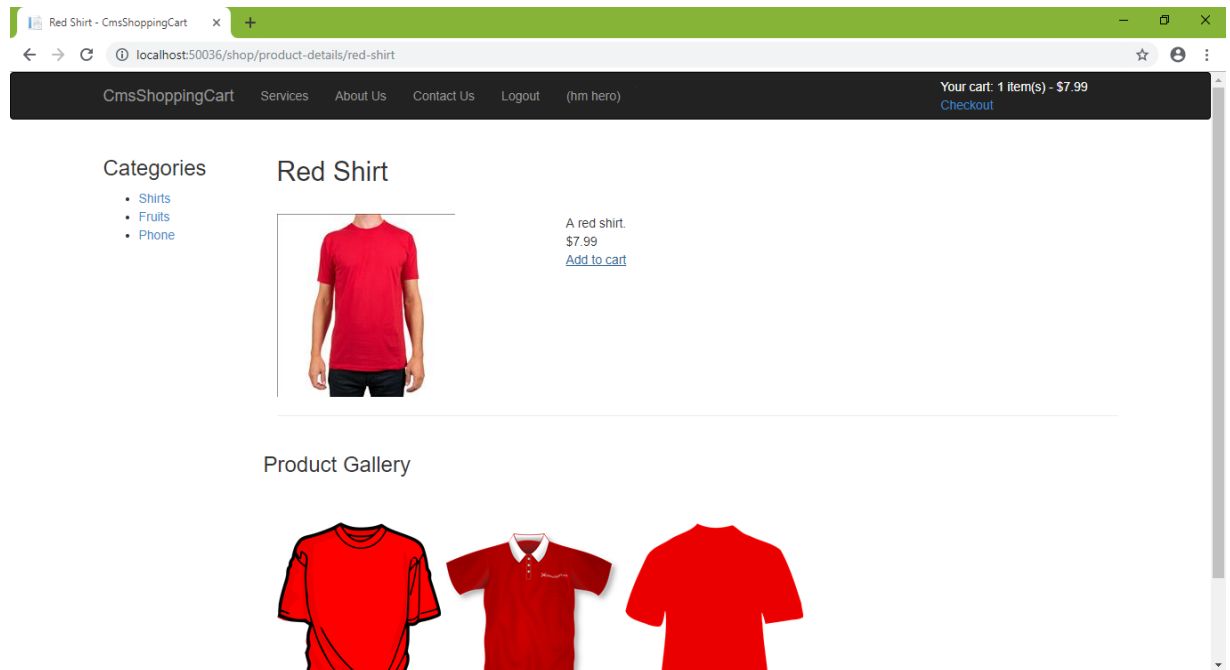 Red Shirt - CmsShoppingCart
localhost:50036/shop/product-details/red-shirt
CmsShoppingCart Services About Us Contact Us Logout (hm hero)
Your cart: 1 item(s) - $7.99
Checkout
Categories
Shirts
Fruits
Phone
Red Shirt
A red shirt.
$7.99
Add to cart
Product Gallery